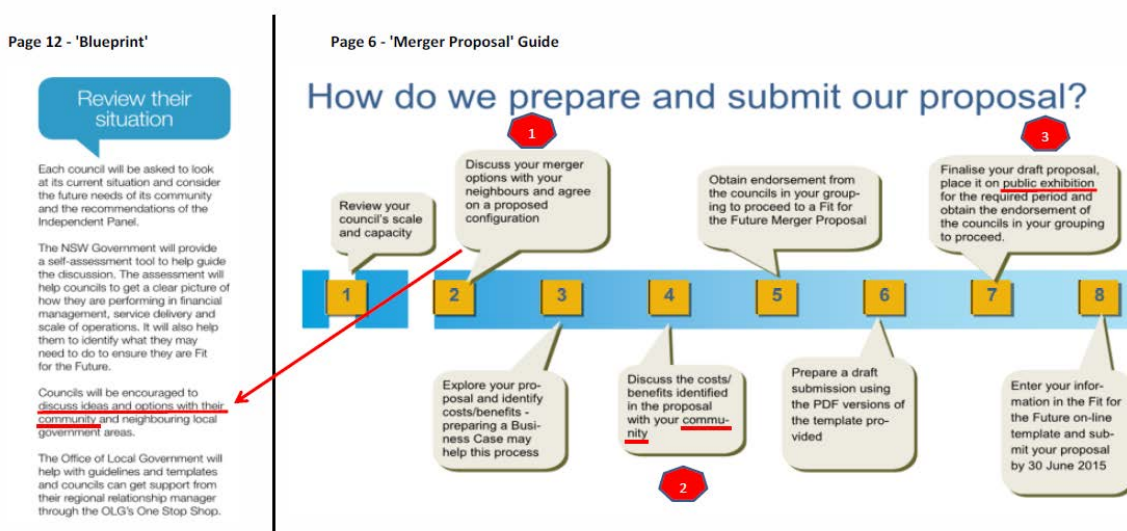 Page 12 - 'Blueprint'
Review their
situation
Each council will be asked to look
at its current situation and consider
the future needs of its community
and the recommendations of the
Independent Panel.
The NSW Government will provide
a self-assessment tool to help guide
the discussion. The assessment will
help councils to get a clear picture of
how they are performing in financial
management, service delivery and
scale of operations. It will also help
them to identify what they may
need to do to ensure they are Fit
for the Future.
Councils will be encouraged to
discuss ideas and options with their
community and neighbouring local
government areas.
The Office of Local Government will
help with guidelines and templates
and councils can get support from
their regional relationship manager
through the OLG's One Stop Shop.
Page 6 - 'Merger Proposal' Guide
How do we prepare and submit our proposal?
1
3
Review your
council's scale
and capacity
Discuss your merger
options with your
neighbours and agree
on a proposed
configuration
Obtain endorsement from
the councils in your group-
ing to proceed to a Fit for
the Future Merger Proposal
Finalise your draft proposal,
place it on public exhibition
for the required period and
obtain the endorsement of
the councils in your grouping
to proceed.
1 2 3 4 5 6 7 8
Explore your pro-
posal and identify
costs/benefits -
preparing a Busi-
ness Case may
help this process
Discuss the costs/
benefits identified
in the proposal
with your commu-
nity
2
Prepare a draft
submission using
the PDF versions of
the template pro-
vided
Enter your infor-
mation in the Fit for
the Future on-line
template and sub-
mit your proposal
by 30 June 2015